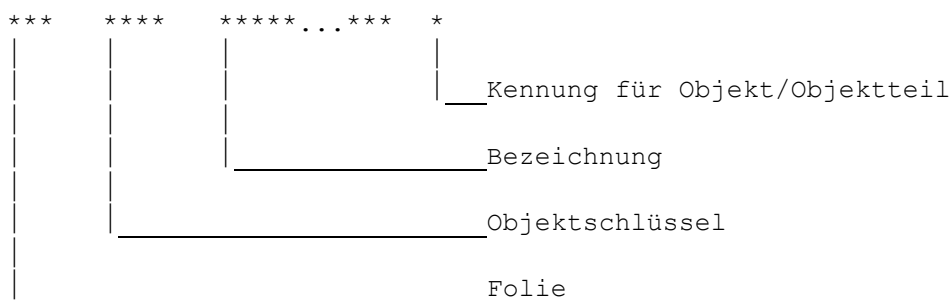 *** **** *****...*** *
Kennung für Objekt/Objektteil
Bezeichnung
Objektschlüssel
Folie